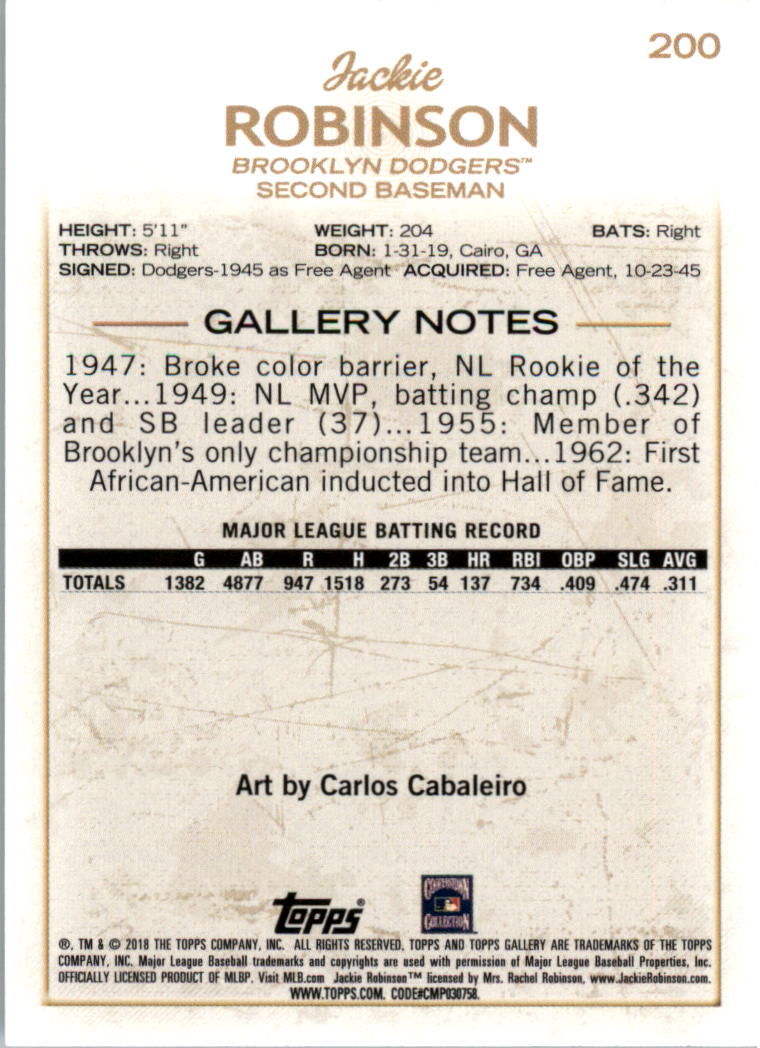 200
Jackie
ROBINSON
BROOKLYN DODGERS™
SECOND BASEMAN
HEIGHT: 5'11" WEIGHT: 204 BATS: Right
THROWS: Right BORN: 1-31-19, Cairo, GA
SIGNED: Dodgers-1945 as Free Agent ACQUIRED: Free Agent, 10-23-45
GALLERY NOTES
1947: Broke color barrier, NL Rookie of the
Year...1949: NL MVP, batting champ (.342)
and SB leader (37)...1955: Member of
Brooklyn's only championship team...1962: First
African-American inducted into Hall of Fame.
MAJOR LEAGUE BATTING RECORD
G AB R H 2B 3B HR RBI OBP SLG AVG
TOTALS 1382 4877 947 1518 273 54 137 734 .409 .474 .311
Art by Carlos Cabaleiro
Topps®
COOPERSTOWN
COLLECTION
®, TM & © 2018 THE TOPPS COMPANY, INC. ALL RIGHTS RESERVED. TOPPS AND TOPPS GALLERY ARE TRADEMARKS OF THE TOPPS
COMPANY, INC. Major League Baseball trademarks and copyrights are used with permission of Major League Baseball Properties, Inc.
OFFICIALLY LICENSED PRODUCT OF MLBP. Visit MLB.com Jackie Robinson™ licensed by Mrs. Rachel Robinson, www.JackieRobinson.com.
WWW.TOPPS.COM. CODE#CMP030758.